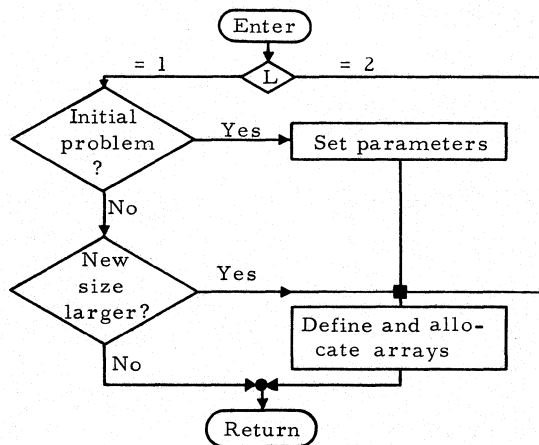 Enter
= 1
L
= 2
Initial
problem
?
Yes
Set parameters
No
New
size
larger?
Yes
Define and allo-
cate arrays
No
Return